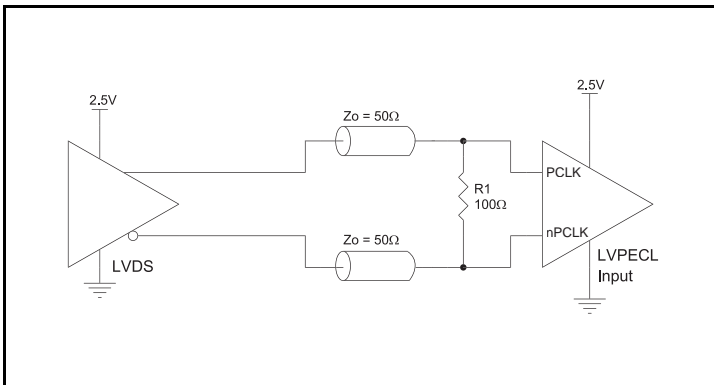 2.5V
2.5V
Zo = 50Ω
PCLK
R1
100Ω
nPCLK
Zo = 50Ω
LVDS
LVPECL
Input